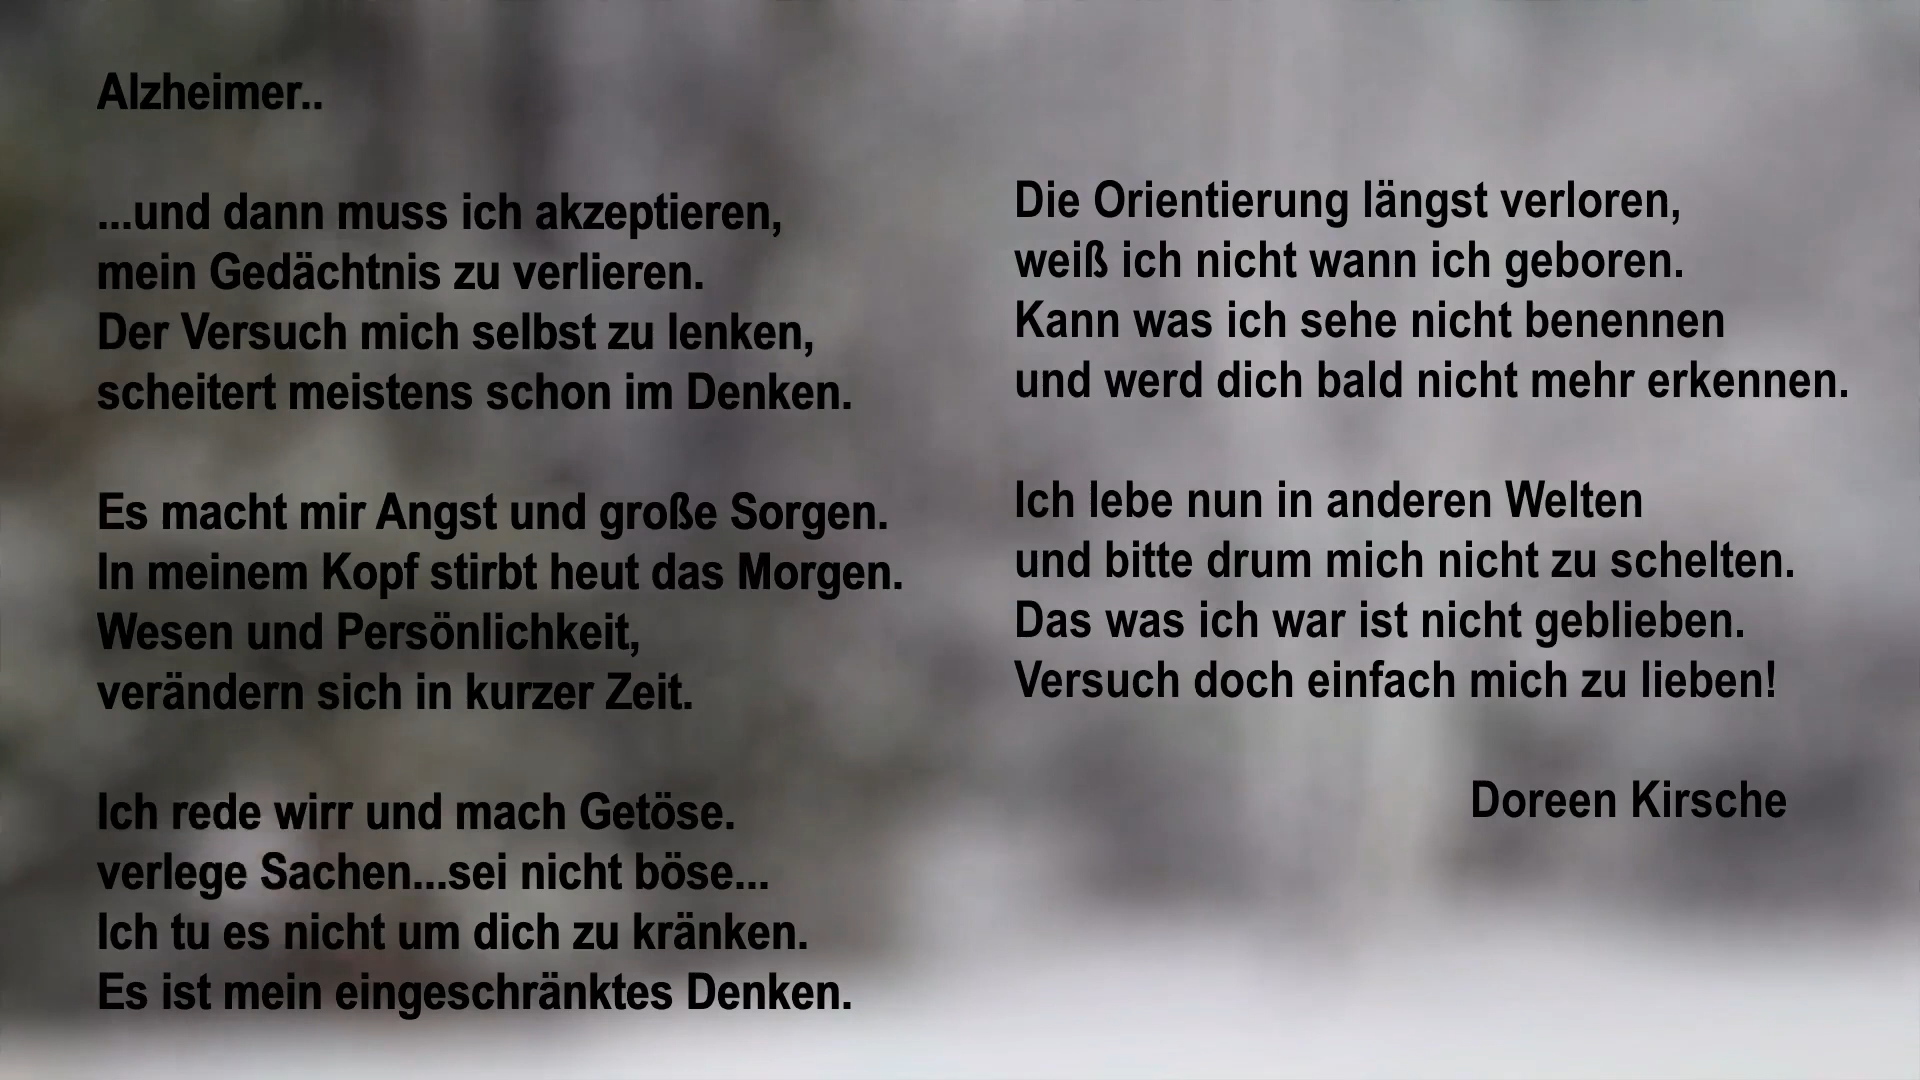 Alzheimer..
...und dann muss ich akzeptieren,
mein Gedächtnis zu verlieren.
Der Versuch mich selbst zu lenken,
scheitert meistens schon im Denken.
Es macht mir Angst und große Sorgen.
In meinem Kopf stirbt heut das Morgen.
Wesen und Persönlichkeit,
verändern sich in kurzer Zeit.
Ich rede wirr und mach Getöse.
verlege Sachen...sei nicht böse...
Ich tu es nicht um dich zu kränken.
Es ist mein eingeschränktes Denken.
Die Orientierung längst verloren,
weiß ich nicht wann ich geboren.
Kann was ich sehe nicht benennen
und werd dich bald nicht mehr erkennen.
Ich lebe nun in anderen Welten
und bitte drum mich nicht zu schelten.
Das was ich war ist nicht geblieben.
Versuch doch einfach mich zu lieben!
Doreen Kirsche